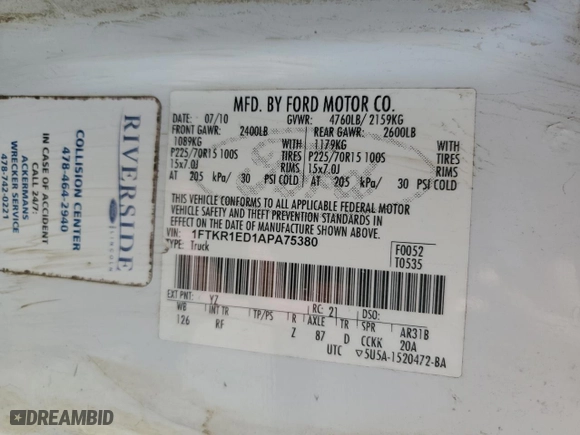 RIVERSIDE
LINCOLN
COLLISION CENTER
478-464-2940
IN CASE OF ACCIDENT
CALL 24/7:
ACKERMANS
WRECKER SERVICE
478-742-0221
MFD. BY FORD MOTOR CO.
DATE: 07/10 GVWR: 4760LB/ 2159KG
FRONT GAWR: 2400LB REAR GAWR: 2600LB
1089KG WITH 1179KG WITH
P225/70R15 100S TIRES P225/70R15 100S TIRES
15x7.0J RIMS 15x7.0J RIMS
AT 205 kPa/ 30 PSI COLD AT 205 kPa/ 30 PSI COLD
THIS VEHICLE CONFORMS TO ALL APPLICABLE FEDERAL MOTOR
VEHICLE SAFETY AND THEFT PREVENTION STANDARDS IN
EFFECT ON THE DATE OF MANUFACTURE SHOWN ABOVE.
VIN: 1FTKR1ED1APA75380
TYPE: Truck
F0052
T0535
EXT PNT: YZ RC: 21 DSO:
WB INT TR TP/PS R AXLE TR SPR AR31B
126 RF Z 87 D CCKK 20A
UTC 5U5A-1520472-BA
DREAMBID